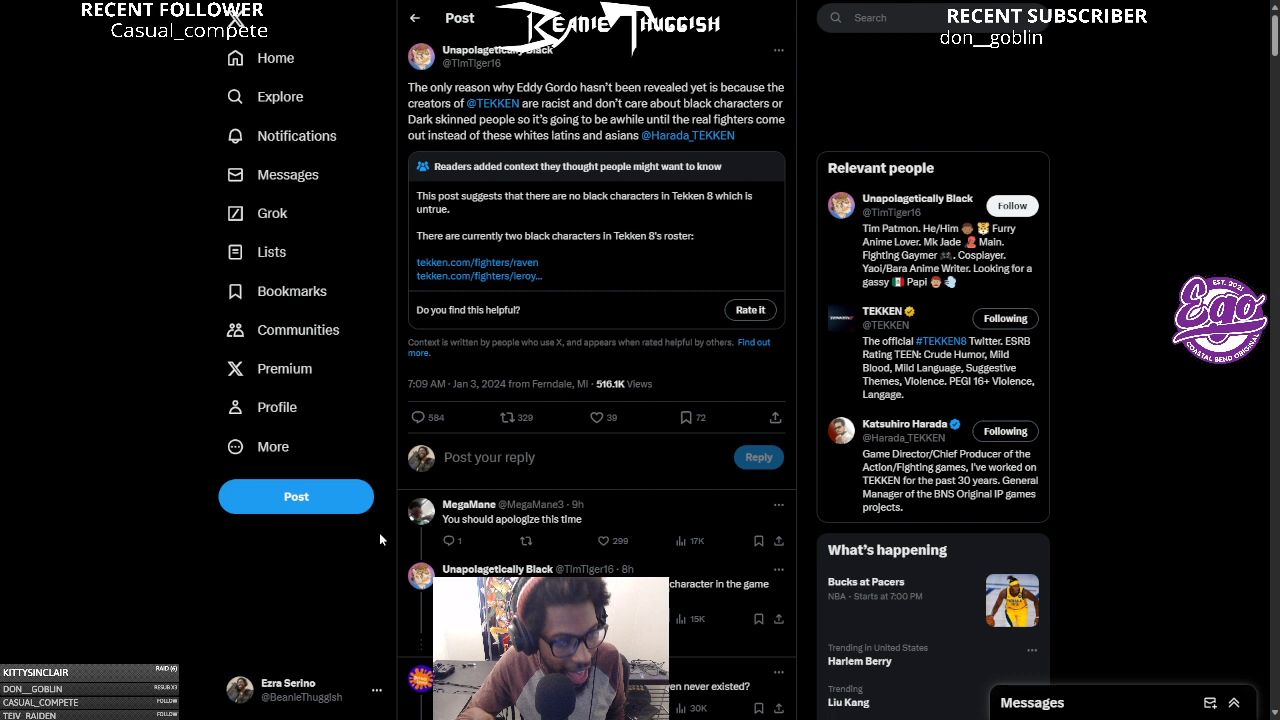 RECENT FOLLOWER
Casual_compete
BEANIE THUGGISH
RECENT SUBSCRIBER
don__goblin
Home
Explore
Notifications
Messages
Grok
Lists
Bookmarks
Communities
Premium
Profile
More
Post
Ezra Serino
@BeanieThuggish
KITTYSINCLAIR RAID (6)
DON__GOBLIN RESUB X3
CASUAL_COMPETE FOLLOW
TEIV_RAIDEN FOLLOW
Post
Unapologetically Black
@TimTiger16
The only reason why Eddy Gordo hasn't been revealed yet is because the
creators of @TEKKEN are racist and don't care about black characters or
Dark skinned people so it's going to be awhile until the real fighters come
out instead of these whites latins and asians @Harada_TEKKEN
Readers added context they thought people might want to know
This post suggests that there are no black characters in Tekken 8 which is
untrue.
There are currently two black characters in Tekken 8's roster:
tekken.com/fighters/raven
tekken.com/fighters/leroy...
Do you find this helpful?
Rate it
Context is written by people who use X, and appears when rated helpful by others. Find out
more.
7:09 AM · Jan 3, 2024 from Ferndale, MI · 516.1K Views
584 329 39 72
Post your reply
Reply
MegaMane @MegaMane3 · 9h
You should apologize this time
1 299 17K
Unapologetically Black @TimTiger16 · 8h
character in the game
15K
en never existed?
30K
Search
Relevant people
Unapologetically Black
@TimTiger16
Follow
Tim Patmon. He/Him Furry
Anime Lover. Mk Jade Main.
Fighting Gaymer. Cosplayer.
Yaoi/Bara Anime Writer. Looking for a
gassy Papi
TEKKEN
@TEKKEN
Following
The official #TEKKEN8 Twitter. ESRB
Rating TEEN: Crude Humor, Mild
Blood, Mild Language, Suggestive
Themes, Violence. PEGI 16+ Violence,
Langage.
Katsuhiro Harada
@Harada_TEKKEN
Following
Game Director/Chief Producer of the
Action/Fighting games, I've worked on
TEKKEN for the past 30 years. General
Manager of the BNS Original IP games
projects.
What's happening
Bucks at Pacers
NBA · Starts at 7:00 PM
Trending in United States
Harlem Berry
Trending
Liu Kang
Messages
EST. 2021
Ego
COASTAL BEND ORIGINAL